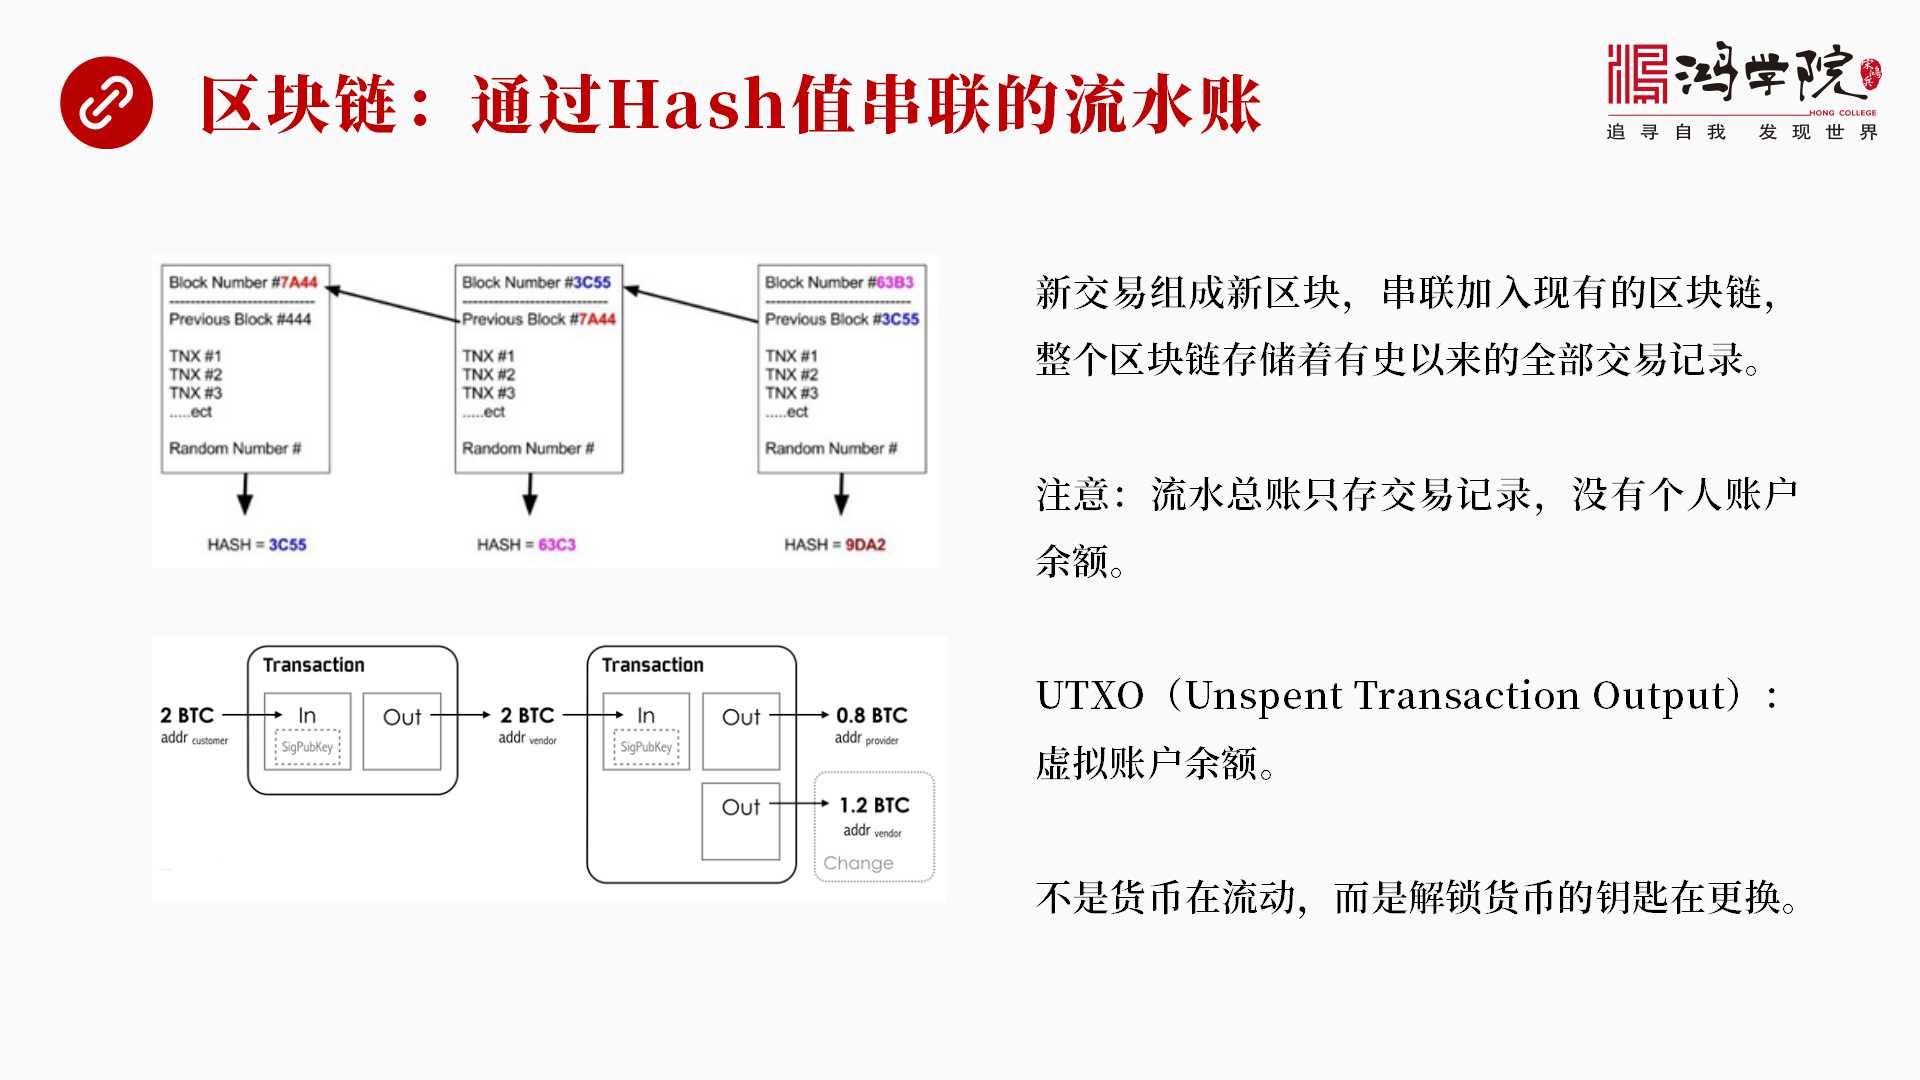 区块链：通过Hash值串联的流水账
鸿学院
宋鸿兵
HONG COLLEGE
追寻自我 发现世界
Block Number #7A44
Previous Block #444
TNX #1
TNX #2
TNX #3
.....ect
Random Number #
HASH = 3C55
Block Number #3C55
Previous Block #7A44
TNX #1
TNX #2
TNX #3
.....ect
Random Number #
HASH = 63C3
Block Number #63B3
Previous Block #3C55
TNX #1
TNX #2
TNX #3
.....ect
Random Number #
HASH = 9DA2
新交易组成新区块，串联加入现有的区块链，
整个区块链存储着有史以来的全部交易记录。
注意：流水总账只存交易记录，没有个人账户
余额。
UTXO（Unspent Transaction Output）：
虚拟账户余额。
不是货币在流动，而是解锁货币的钥匙在更换。
2 BTC
addr customer
Transaction
In
SigPubKey
Out
2 BTC
addr vendor
Transaction
In
SigPubKey
Out
0.8 BTC
addr provider
Out
1.2 BTC
addr vendor
Change